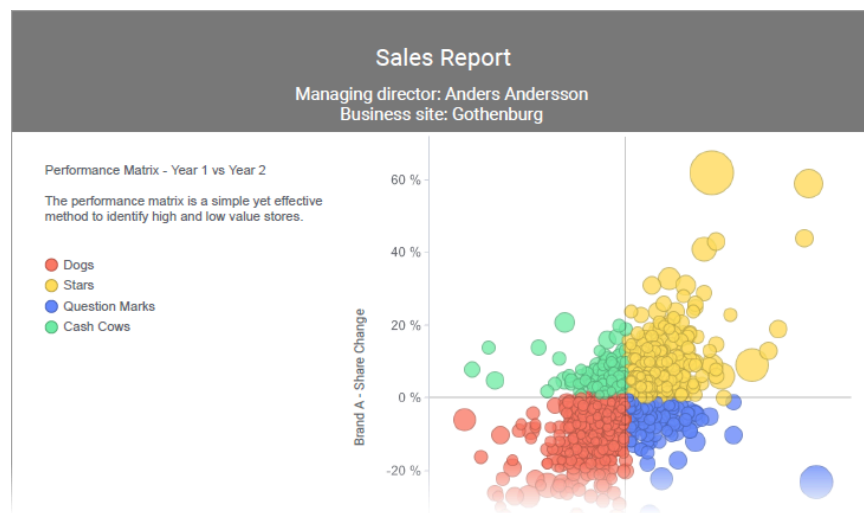 Sales Report
Managing director: Anders Andersson
Business site: Gothenburg
Performance Matrix - Year 1 vs Year 2
The performance matrix is a simple yet effective
method to identify high and low value stores.
Dogs
Stars
Question Marks
Cash Cows
Brand A - Share Change
60 %
40 %
20 %
0 %
-20 %